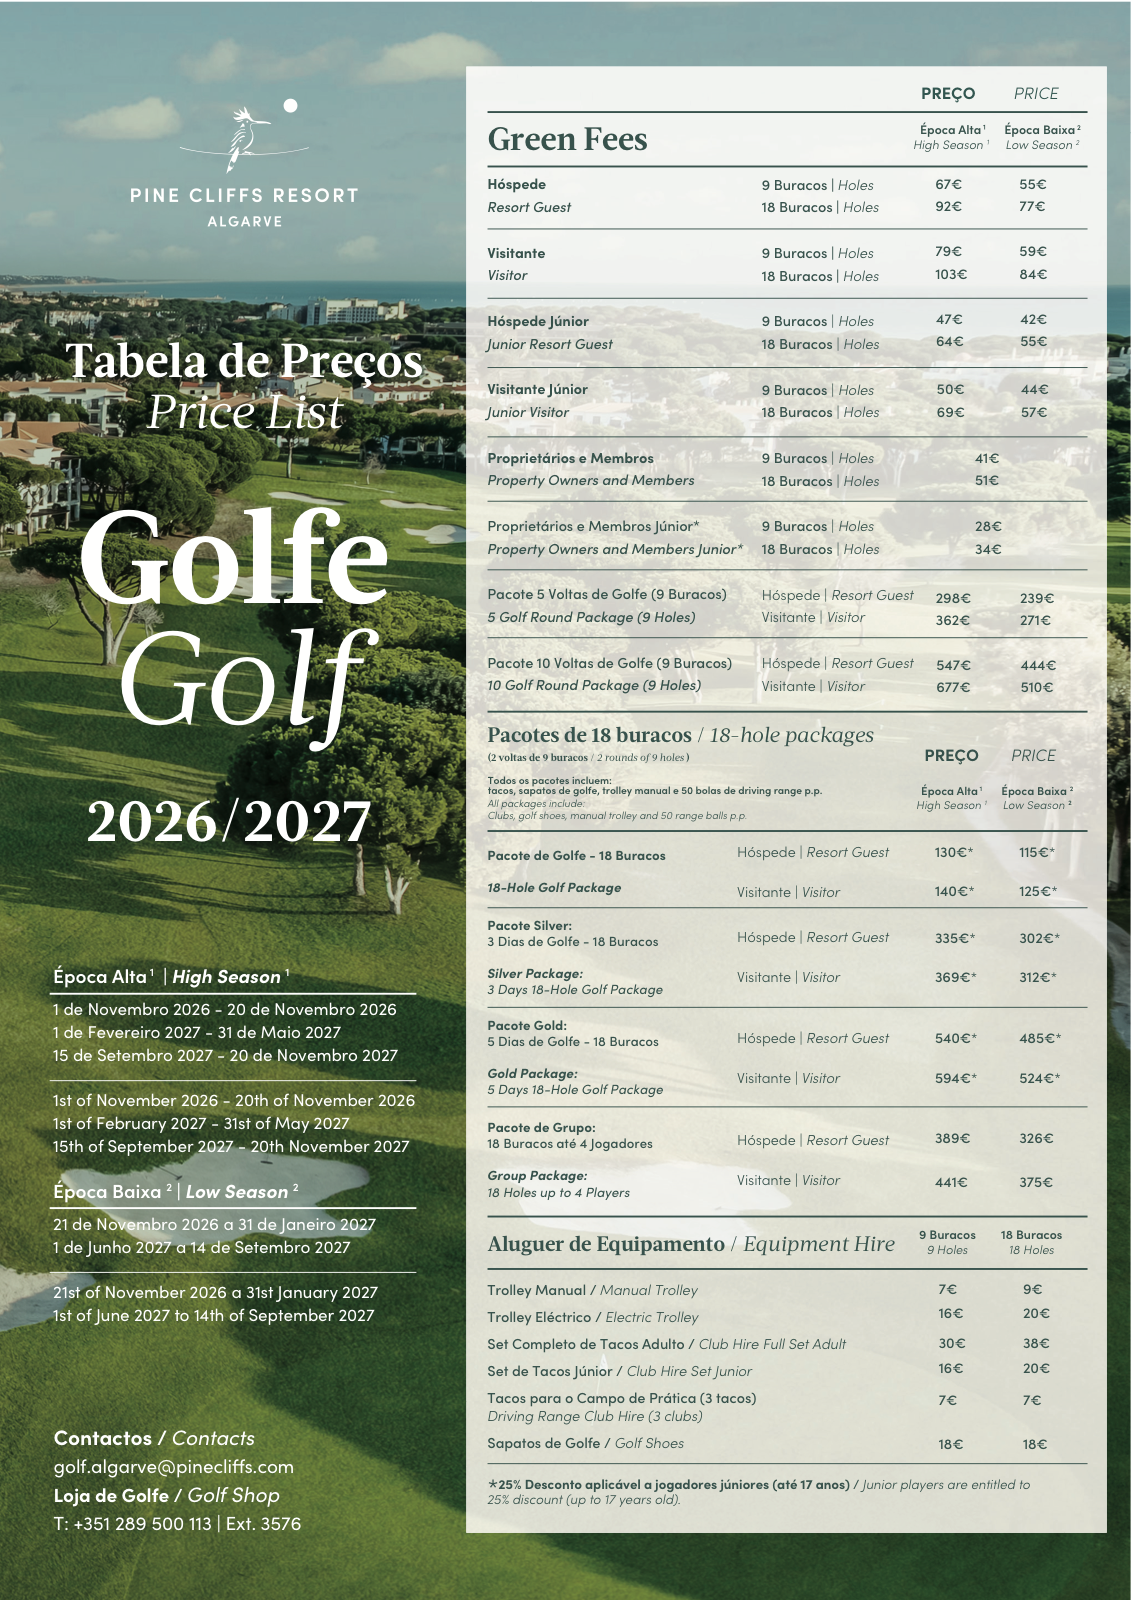 PINE CLIFFS RESORT
ALGARVE
Tabela de Preços
Price List
Golfe
Golf
2026/2027
Época Alta¹ | High Season¹
1 de Novembro 2026 - 20 de Novembro 2026
1 de Fevereiro 2027 - 31 de Maio 2027
15 de Setembro 2027 - 20 de Novembro 2027
1st of November 2026 - 20th of November 2026
1st of February 2027 - 31st of May 2027
15th of September 2027 - 20th November 2027
Época Baixa ² | Low Season ²
21 de Novembro 2026 a 31 de Janeiro 2027
1 de Junho 2027 a 14 de Setembro 2027
21st of November 2026 a 31st January 2027
1st of June 2027 to 14th of September 2027
Contactos / Contacts
golf.algarve@pinecliffs.com
Loja de Golfe / Golf Shop
T: +351 289 500 113 | Ext. 3576
PREÇO PRICE
Green Fees
Época Alta¹ Época Baixa²
High Season ¹ Low Season ²
Hóspede 9 Buracos | Holes 67€ 55€
Resort Guest 18 Buracos | Holes 92€ 77€
Visitante 9 Buracos | Holes 79€ 59€
Visitor 18 Buracos | Holes 103€ 84€
Hóspede Júnior 9 Buracos | Holes 47€ 42€
Junior Resort Guest 18 Buracos | Holes 64€ 55€
Visitante Júnior 9 Buracos | Holes 50€ 44€
Junior Visitor 18 Buracos | Holes 69€ 57€
Proprietários e Membros 9 Buracos | Holes 41€
Property Owners and Members 18 Buracos | Holes 51€
Proprietários e Membros Júnior* 9 Buracos | Holes 28€
Property Owners and Members Junior* 18 Buracos | Holes 34€
Pacote 5 Voltas de Golfe (9 Buracos) Hóspede | Resort Guest 298€ 239€
5 Golf Round Package (9 Holes) Visitante | Visitor 362€ 271€
Pacote 10 Voltas de Golfe (9 Buracos) Hóspede | Resort Guest 547€ 444€
10 Golf Round Package (9 Holes) Visitante | Visitor 677€ 510€
Pacotes de 18 buracos / 18-hole packages
(2 voltas de 9 buracos / 2 rounds of 9 holes)
PREÇO PRICE
Todos os pacotes incluem:
tacos, sapatos de golfe, trolley manual e 50 bolas de driving range p.p.
All packages include:
Clubs, golf shoes, manual trolley and 50 range balls p.p.
Época Alta¹ Época Baixa ²
High Season ¹ Low Season ²
Pacote de Golfe - 18 Buracos Hóspede | Resort Guest 130€* 115€*
18-Hole Golf Package Visitante | Visitor 140€* 125€*
Pacote Silver:
3 Dias de Golfe - 18 Buracos Hóspede | Resort Guest 335€* 302€*
Silver Package: Visitante | Visitor 369€* 312€*
3 Days 18-Hole Golf Package
Pacote Gold:
5 Dias de Golfe - 18 Buracos Hóspede | Resort Guest 540€* 485€*
Gold Package: Visitante | Visitor 594€* 524€*
5 Days 18-Hole Golf Package
Pacote de Grupo:
18 Buracos até 4 Jogadores Hóspede | Resort Guest 389€ 326€
Group Package: Visitante | Visitor 441€ 375€
18 Holes up to 4 Players
Aluguer de Equipamento / Equipment Hire
9 Buracos 18 Buracos
9 Holes 18 Holes
Trolley Manual / Manual Trolley 7€ 9€
Trolley Eléctrico / Electric Trolley 16€ 20€
Set Completo de Tacos Adulto / Club Hire Full Set Adult 30€ 38€
Set de Tacos Júnior / Club Hire Set Junior 16€ 20€
Tacos para o Campo de Prática (3 tacos) 7€ 7€
Driving Range Club Hire (3 clubs)
Sapatos de Golfe / Golf Shoes 18€ 18€
*25% Desconto aplicável a jogadores júniores (até 17 anos) / Junior players are entitled to
25% discount (up to 17 years old).